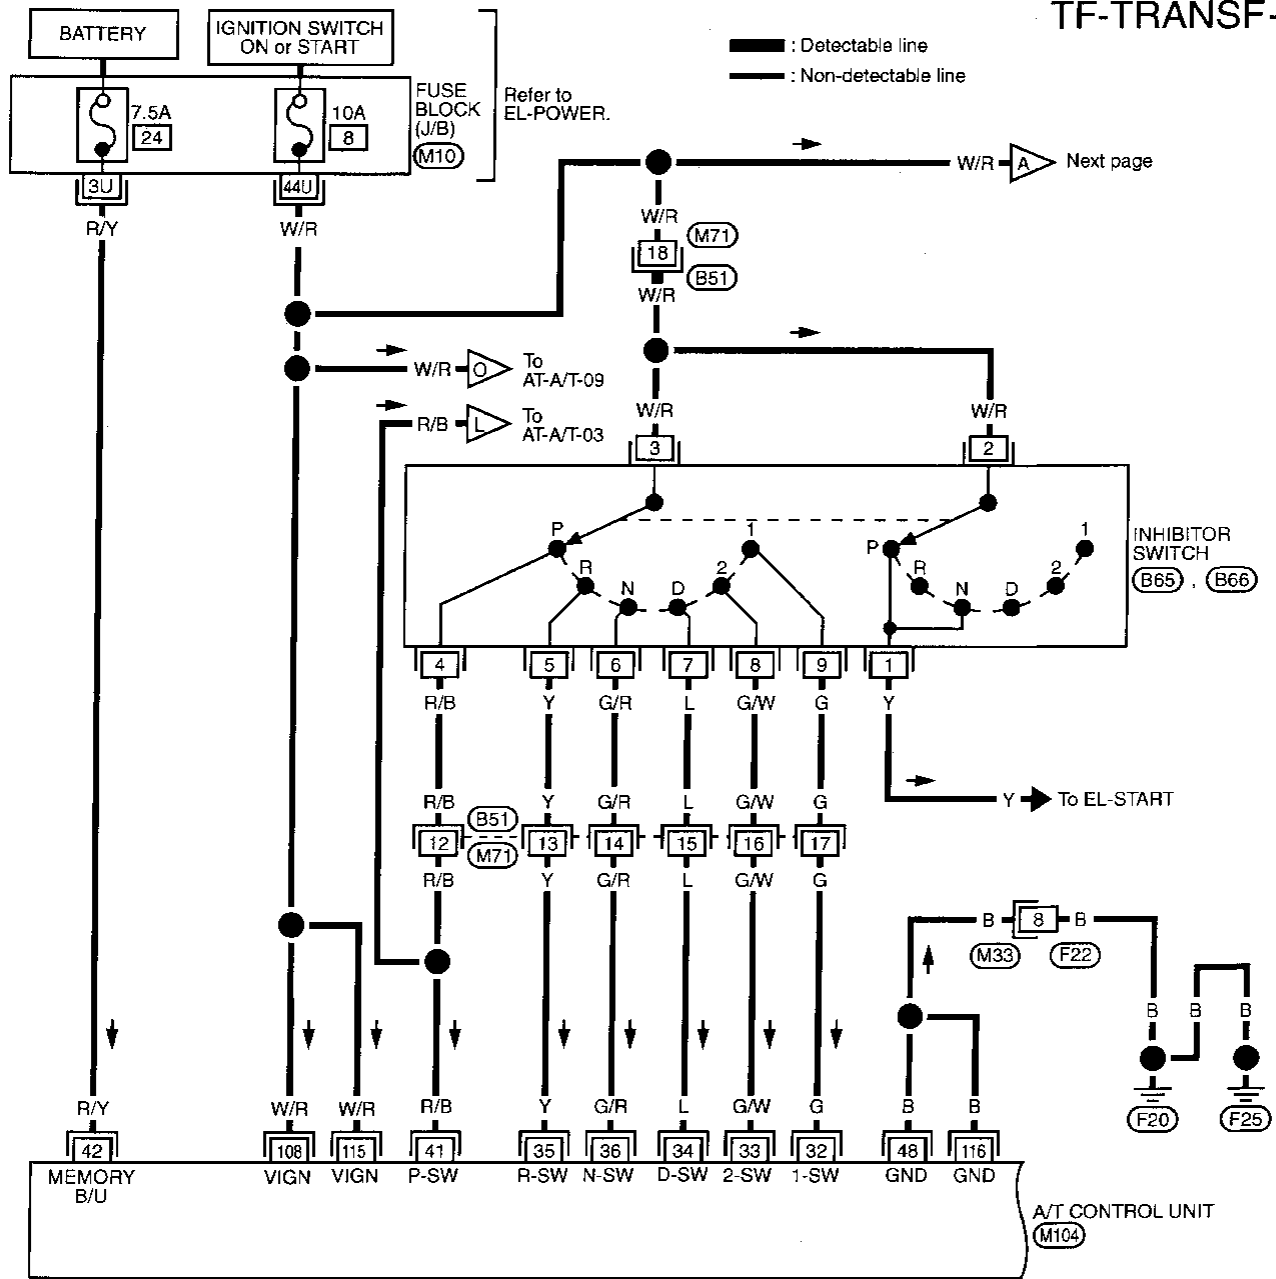 TF-TRANSF-
BATTERY
IGNITION SWITCH
ON or START
: Detectable line
: Non-detectable line
7.5A
24
10A
8
FUSE
BLOCK
(J/B)
M10
Refer to
EL-POWER.
3U
44U
R/Y
W/R
W/R
A
Next page
W/R
18
M71
B51
W/R
W/R
O
To
AT-A/T-09
R/B
L
To
AT-A/T-03
W/R
W/R
3
2
P
R
N
D
2
1
P
R
N
D
2
1
INHIBITOR
SWITCH
B65 , B66
4
5
6
7
8
9
1
R/B
Y
G/R
L
G/W
G
Y
Y
To EL-START
R/B
Y
G/R
L
G/W
G
B51
12
13
14
15
16
17
M71
R/B
Y
G/R
L
G/W
G
B
8
B
M33
F22
B
B
B
F20
F25
R/Y
W/R
W/R
R/B
Y
G/R
L
G/W
G
B
B
42
108
115
41
35
36
34
33
32
48
116
MEMORY
B/U
VIGN
VIGN
P-SW
R-SW
N-SW
D-SW
2-SW
1-SW
GND
GND
A/T CONTROL UNIT
M104